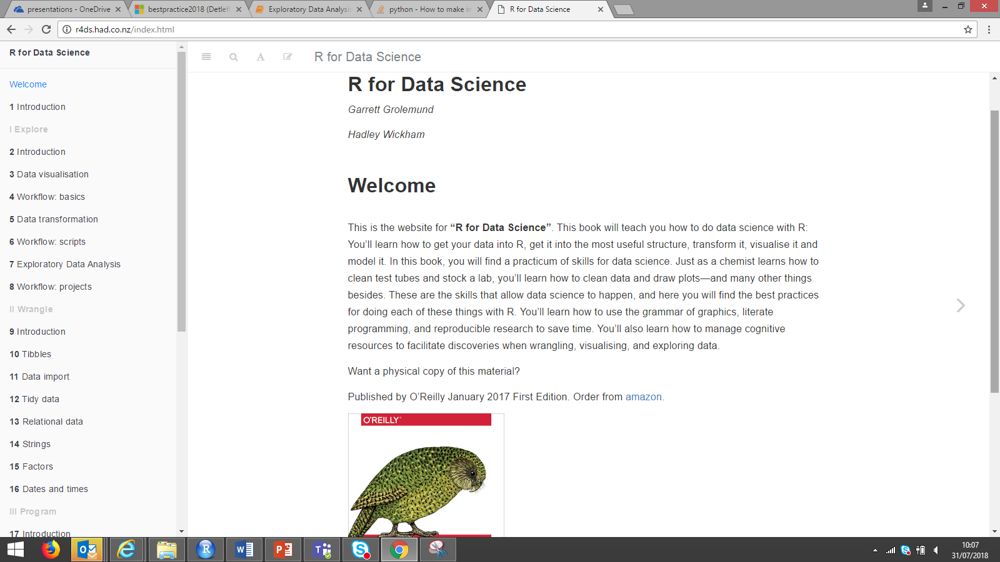 presentations - OneDrive
bestpractice2018 (Detlef
Exploratory Data Analysis
python - How to make in
R for Data Science
r4ds.had.co.nz/index.html
R for Data Science
Welcome
1 Introduction
I Explore
2 Introduction
3 Data visualisation
4 Workflow: basics
5 Data transformation
6 Workflow: scripts
7 Exploratory Data Analysis
8 Workflow: projects
II Wrangle
9 Introduction
10 Tibbles
11 Data import
12 Tidy data
13 Relational data
14 Strings
15 Factors
16 Dates and times
III Program
17 Introduction
A
R for Data Science
R for Data Science
Garrett Grolemund
Hadley Wickham
Welcome
This is the website for “R for Data Science”. This book will teach you how to do data science with R:
You’ll learn how to get your data into R, get it into the most useful structure, transform it, visualise it and
model it. In this book, you will find a practicum of skills for data science. Just as a chemist learns how to
clean test tubes and stock a lab, you’ll learn how to clean data and draw plots—and many other things
besides. These are the skills that allow data science to happen, and here you will find the best practices
for doing each of these things with R. You’ll learn how to use the grammar of graphics, literate
programming, and reproducible research to save time. You’ll also learn how to manage cognitive
resources to facilitate discoveries when wrangling, visualising, and exploring data.
Want a physical copy of this material?
Published by O’Reilly January 2017 First Edition. Order from amazon.
O'REILLY®
10:07
31/07/2018